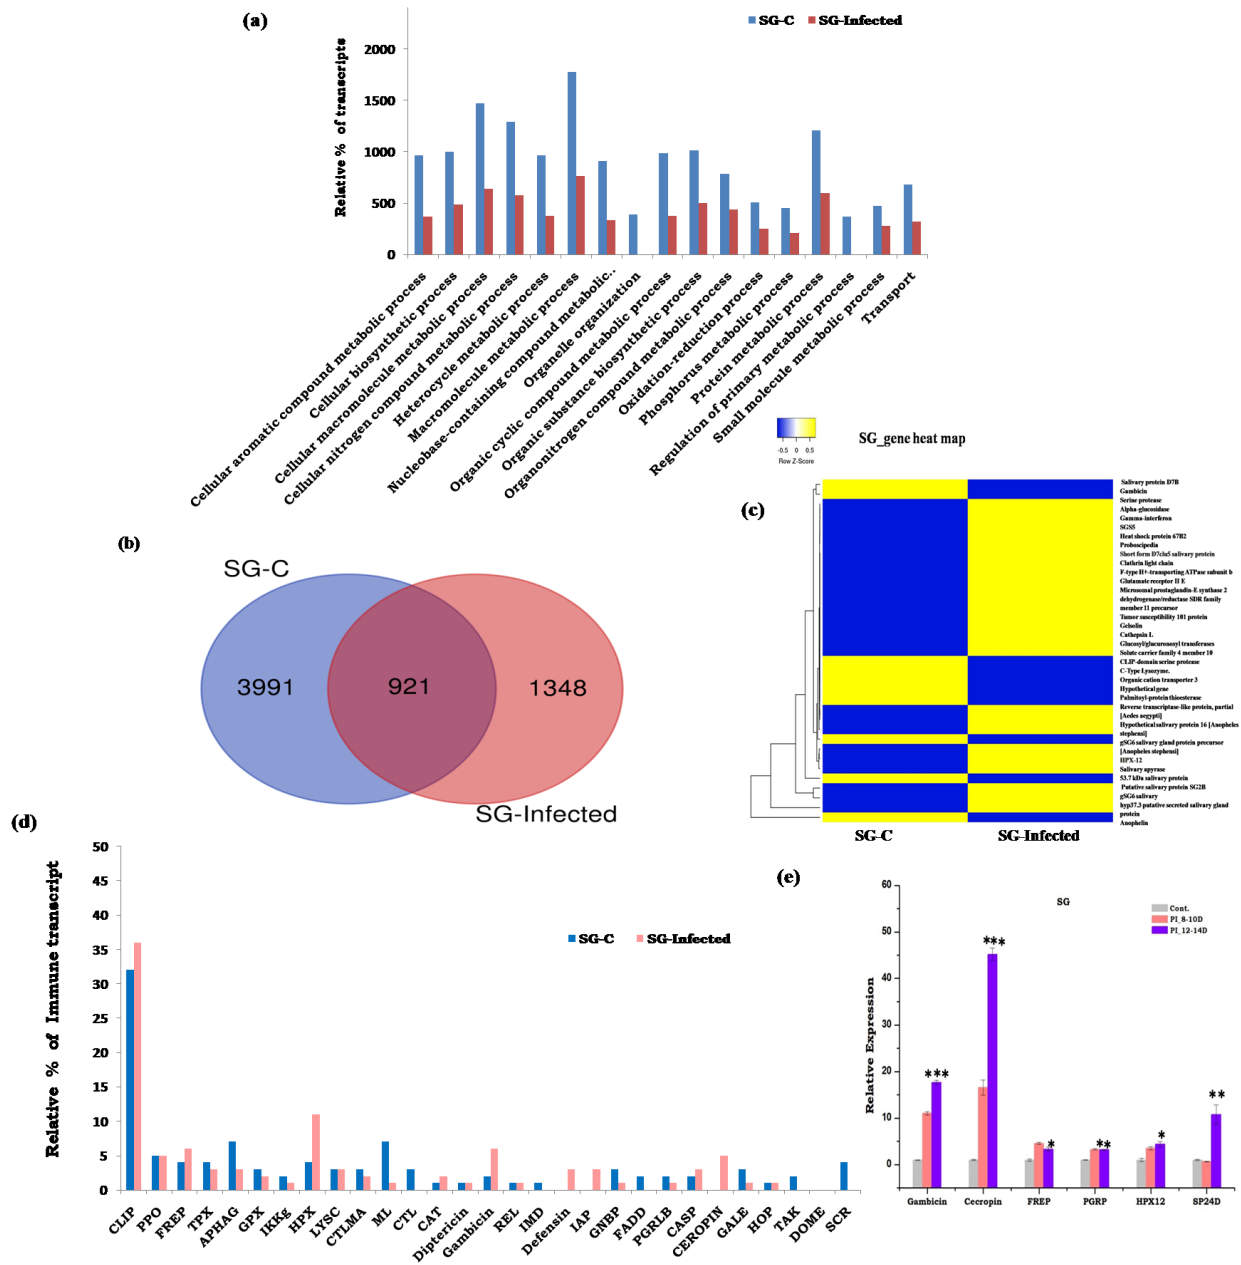 (a)
SG-C
SG-Infected
Relative % of transcripts
2000
1500
1000
500
0
Cellular aromatic compound metabolic process
Cellular biosynthetic process
Cellular macromolecule metabolic process
Cellular nitrogen compound metabolic process
Heterocycle metabolic process
Macromolecule metabolic process
Nucleobase-containing compound metabolic..
Organelle organization
Organic cyclic compound metabolic process
Organic substance biosynthetic process
Organonitrogen compound metabolic process
Oxidation-reduction process
Phosphorus metabolic process
Protein metabolic process
Regulation of primary metabolic process
Small molecule metabolic process
Transport
(b)
SG-C
3991
921
1348
SG-Infected
-0.5 0 0.5
Row Z-Score
SG_gene heat map
(c)
Salivary protein D7B
Gambicin
Serine protease
Alpha-glucosidase
Gamma-interferon
SGS5
Heat shock protein 67B2
Proboscipedia
Short form D7clu5 salivary protein
Clathrin light chain
F-type H+-transporting ATPase subunit b
Glutamate receptor II E
Microsomal prostaglandin-E synthase 2
dehydrogenase/reductase SDR family
member 11 precursor
Tumor susceptibility 101 protein
Gelsolin
Cathepsin L
Glucosyl/glucuronosyl transferases
Solute carrier family 4 member 10
CLIP-domain serine protease
C-Type Lysozyme.
Organic cation transporter 3
Hypothetical gene
Palmitoyl-protein thioesterase
Reverse transcriptase-like protein, partial
[Aedes aegypti]
Hypothetical salivary protein 16 [Anopheles
stephensi]
gSG6 salivary gland protein precursor
[Anopheles stephensi]
HPX-12
Salivary apyrase
53.7 kDa salivary protein
Putative salivary protein SG2B
gSG6 salivary
hyp37.3 putative secreted salivary gland
protein
Anophelin
SG-C
SG-Infected
(d)
Relative % of Immune transcript
50
45
40
35
30
25
20
15
10
5
0
SG-C
SG-Infected
CLIP
PPO
FREP
TPX
APHAG
GPX
IKKg
HPX
LYSC
CTLMA
ML
CTL
CAT
Diptericin
Gambicin
REL
IMD
Defensin
IAP
GNBP
FADD
PGRLB
CASP
CEROPIN
GALE
HOP
TAK
DOME
SCR
(e)
SG
Cont.
PI_8-10D
PI_12-14D
Relative Expression
60
50
40
30
20
10
0
***
***
*
**
*
**
Gambicin
Cecropin
FREP
PGRP
HPX12
SP24D